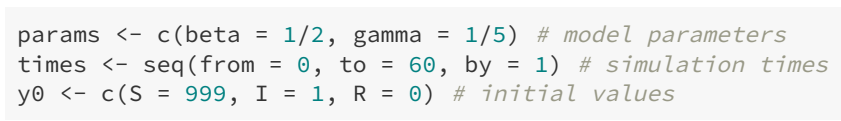 params <- c(beta = 1/2, gamma = 1/5) # model parameters
times <- seq(from = 0, to = 60, by = 1) # simulation times
y0 <- c(S = 999, I = 1, R = 0) # initial values